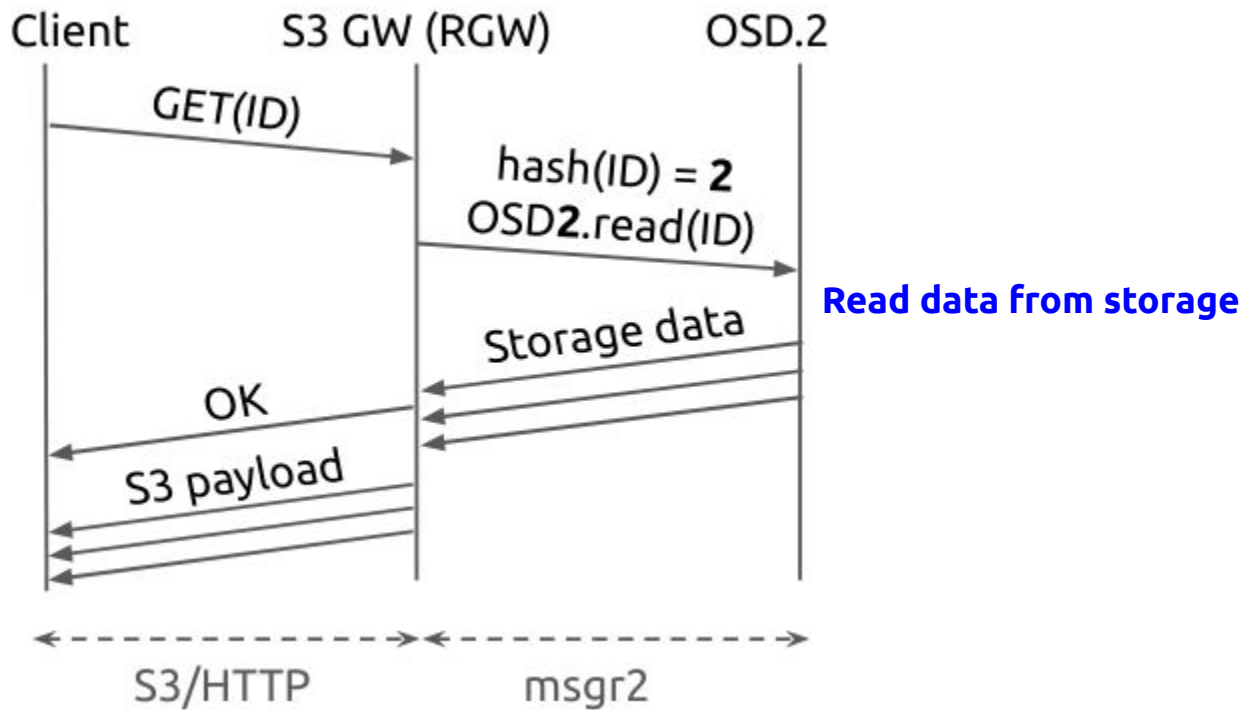 Client
S3 GW (RGW)
OSD.2
GET(ID)
hash(ID) = 2
OSD2.read(ID)
Read data from storage
Storage data
OK
S3 payload
S3/HTTP
msgr2